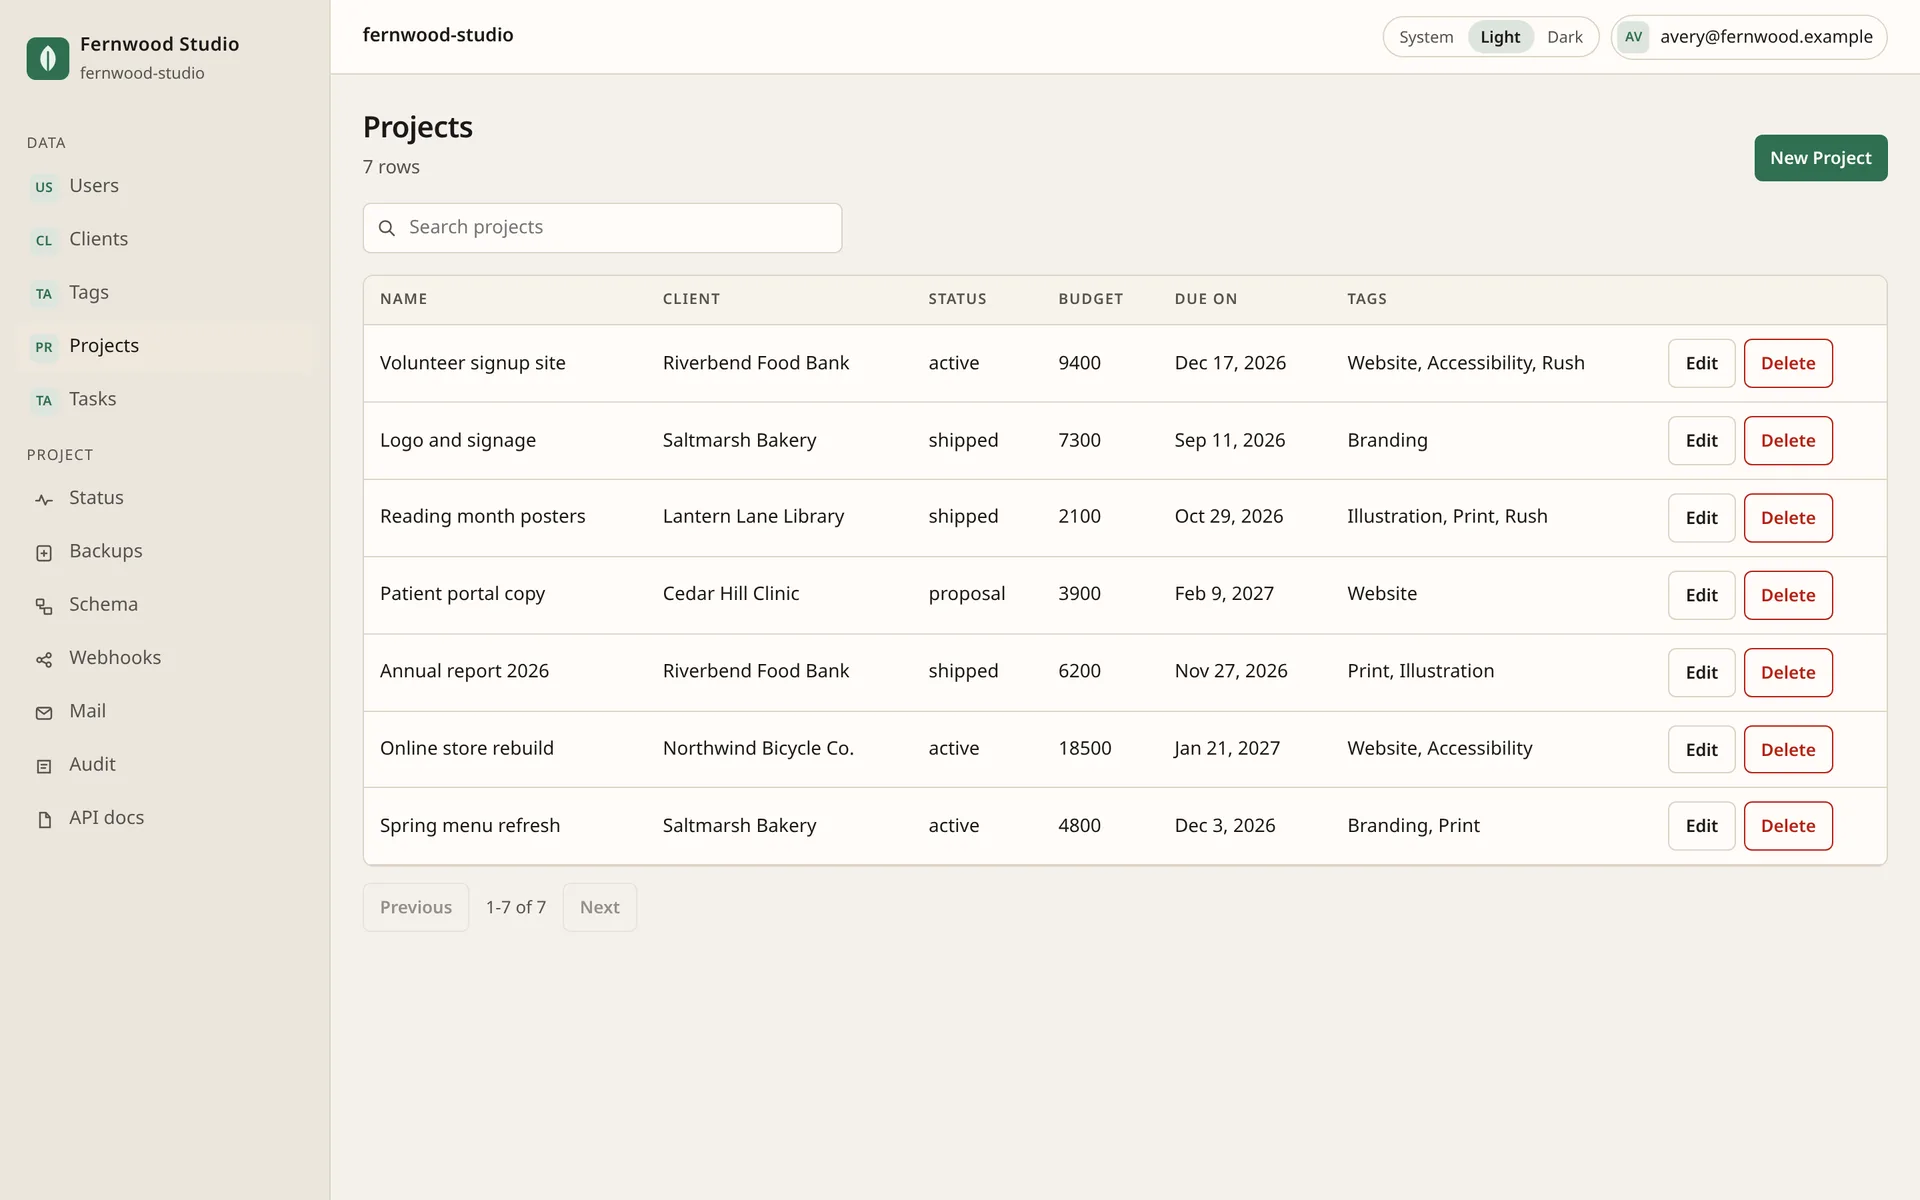 Fernwood Studio
fernwood-studio
DATA
US Users
CL Clients
TA Tags
PR Projects
TA Tasks
PROJECT
Status
Backups
Schema
Webhooks
Mail
Audit
API docs
fernwood-studio
System Light Dark
AV avery@fernwood.example
Projects
7 rows
New Project
Search projects
NAME CLIENT STATUS BUDGET DUE ON TAGS
Volunteer signup site Riverbend Food Bank active 9400 Dec 17, 2026 Website, Accessibility, Rush Edit Delete
Logo and signage Saltmarsh Bakery shipped 7300 Sep 11, 2026 Branding Edit Delete
Reading month posters Lantern Lane Library shipped 2100 Oct 29, 2026 Illustration, Print, Rush Edit Delete
Patient portal copy Cedar Hill Clinic proposal 3900 Feb 9, 2027 Website Edit Delete
Annual report 2026 Riverbend Food Bank shipped 6200 Nov 27, 2026 Print, Illustration Edit Delete
Online store rebuild Northwind Bicycle Co. active 18500 Jan 21, 2027 Website, Accessibility Edit Delete
Spring menu refresh Saltmarsh Bakery active 4800 Dec 3, 2026 Branding, Print Edit Delete
Previous 1-7 of 7 Next